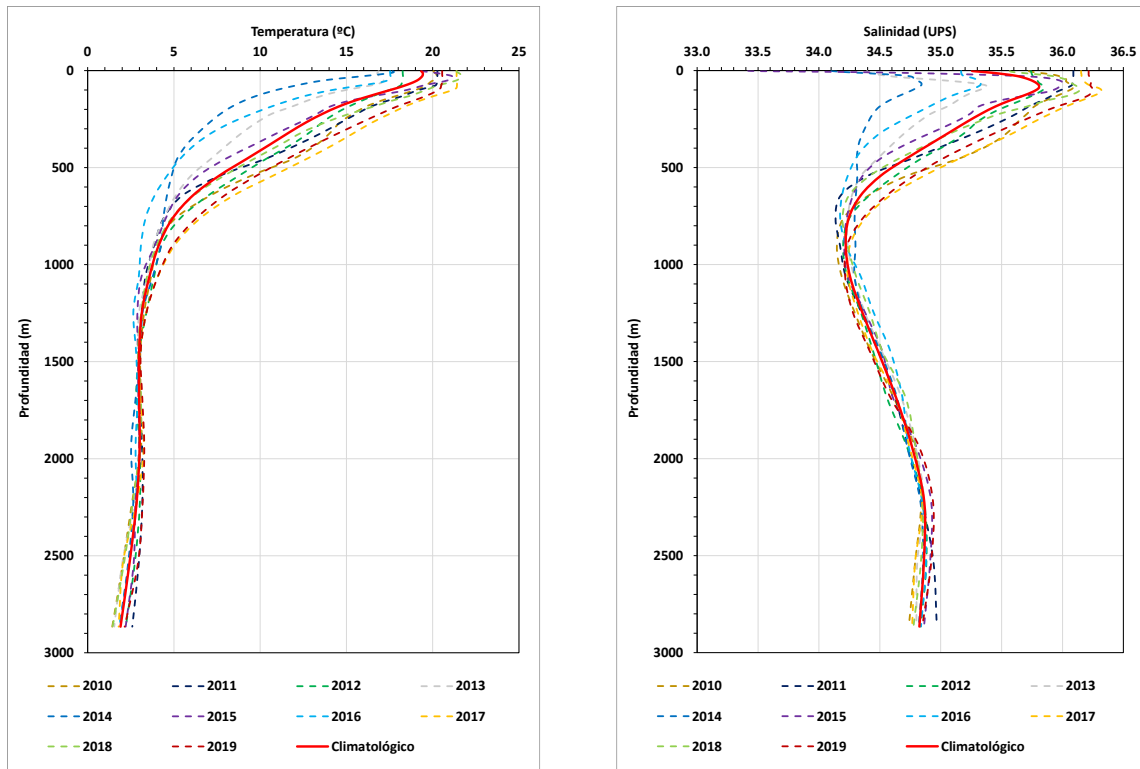 Temperatura (ºC)
0 5 10 15 20 25
0
500
1000
1500
2000
2500
3000
Profundidad (m)
2010 2011 2012 2013
2014 2015 2016 2017
2018 2019 Climatológico
Salinidad (UPS)
33.0 33.5 34.0 34.5 35.0 35.5 36.0 36.5
0
500
1000
1500
2000
2500
3000
Profundidad (m)
2010 2011 2012 2013
2014 2015 2016 2017
2018 2019 Climatológico